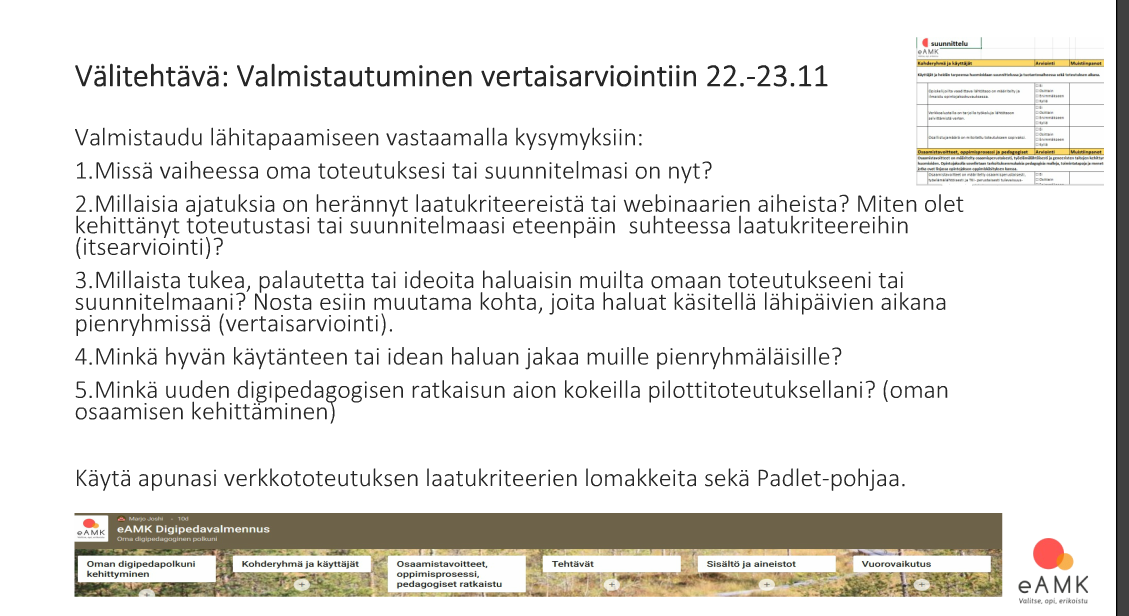 Välitehtävä: Valmistautuminen vertaisarviointiin 22.-23.11
Valmistaudu lähitapaamiseen vastaamalla kysymyksiin:
1.Missä vaiheessa oma toteutuksesi tai suunnitelmasi on nyt?
2.Millaisia ajatuksia on herännyt laatukriteereistä tai webinaarien aiheista? Miten olet
kehittänyt toteutustasi tai suunnitelmaasi eteenpäin  suhteessa laatukriteereihin
(itsearviointi)?
3.Millaista tukea, palautetta tai ideoita haluaisin muilta omaan toteutukseeni tai
suunnitelmaani? Nosta esiin muutama kohta, joita haluat käsitellä lähipäivien aikana
pienryhmissä (vertaisarviointi).
4.Minkä hyvän käytänteen tai idean haluan jakaa muille pienryhmäläisille?
5.Minkä uuden digipedagogisen ratkaisun aion kokeilla pilottitoteutuksellani? (oman
osaamisen kehittäminen)
Käytä apunasi verkkototeutuksen laatukriteerien lomakkeita sekä Padlet-pohjaa.
suunnittelu
eAMK
Kohderyhmä ja käyttäjät Arviointi Muistiinpanot
Osaamistavoitteet, oppimisprosessi ja pedagogiset Arviointi Muistiinpanot
eAMK
Marjo Joshi - 10d
eAMK Digipedavalmennus
Oma digipedagoginen polkuni
Oman digipedapolkuni
kehittyminen
Kohderyhmä ja käyttäjät
Osaamistavoitteet,
oppimisprosessi,
pedagogiset ratkaistu
Tehtävät
Sisältö ja aineistot
Vuorovaikutus
eAMK
Valitse, opi, erikoistu